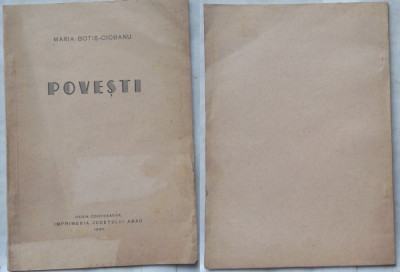 MARIA BOTIȘ-CIOBANU
POVEȘTI
IMPRIMERIA JUDEȚULUI ARAD